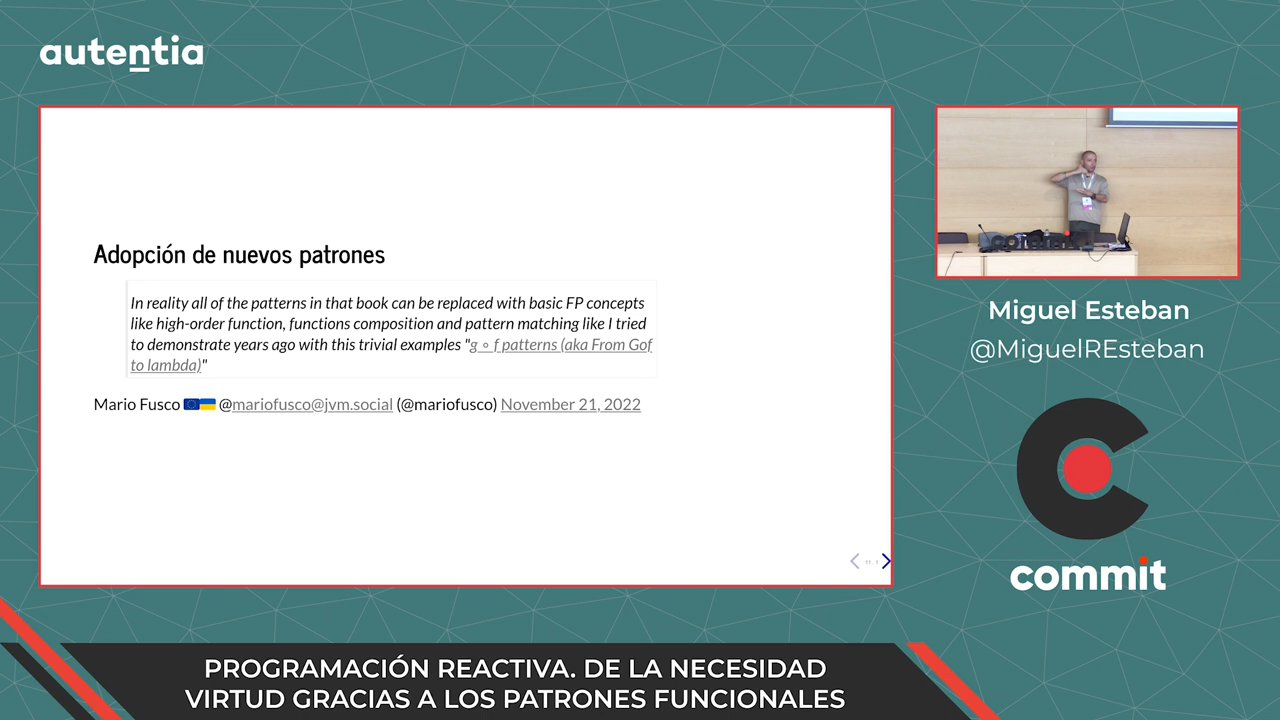 autentia
Adopción de nuevos patrones
In reality all of the patterns in that book can be replaced with basic FP concepts
like high-order function, functions composition and pattern matching like I tried
to demonstrate years ago with this trivial examples "g ∘ f patterns (aka From Gof
to lambda)"
Mario Fusco 🇪🇺🇺🇦 @mariofusco@jvm.social (@mariofusco) November 21, 2022
Miguel Esteban
@MiguelREsteban
commit
PROGRAMACIÓN REACTIVA. DE LA NECESIDAD
VIRTUD GRACIAS A LOS PATRONES FUNCIONALES